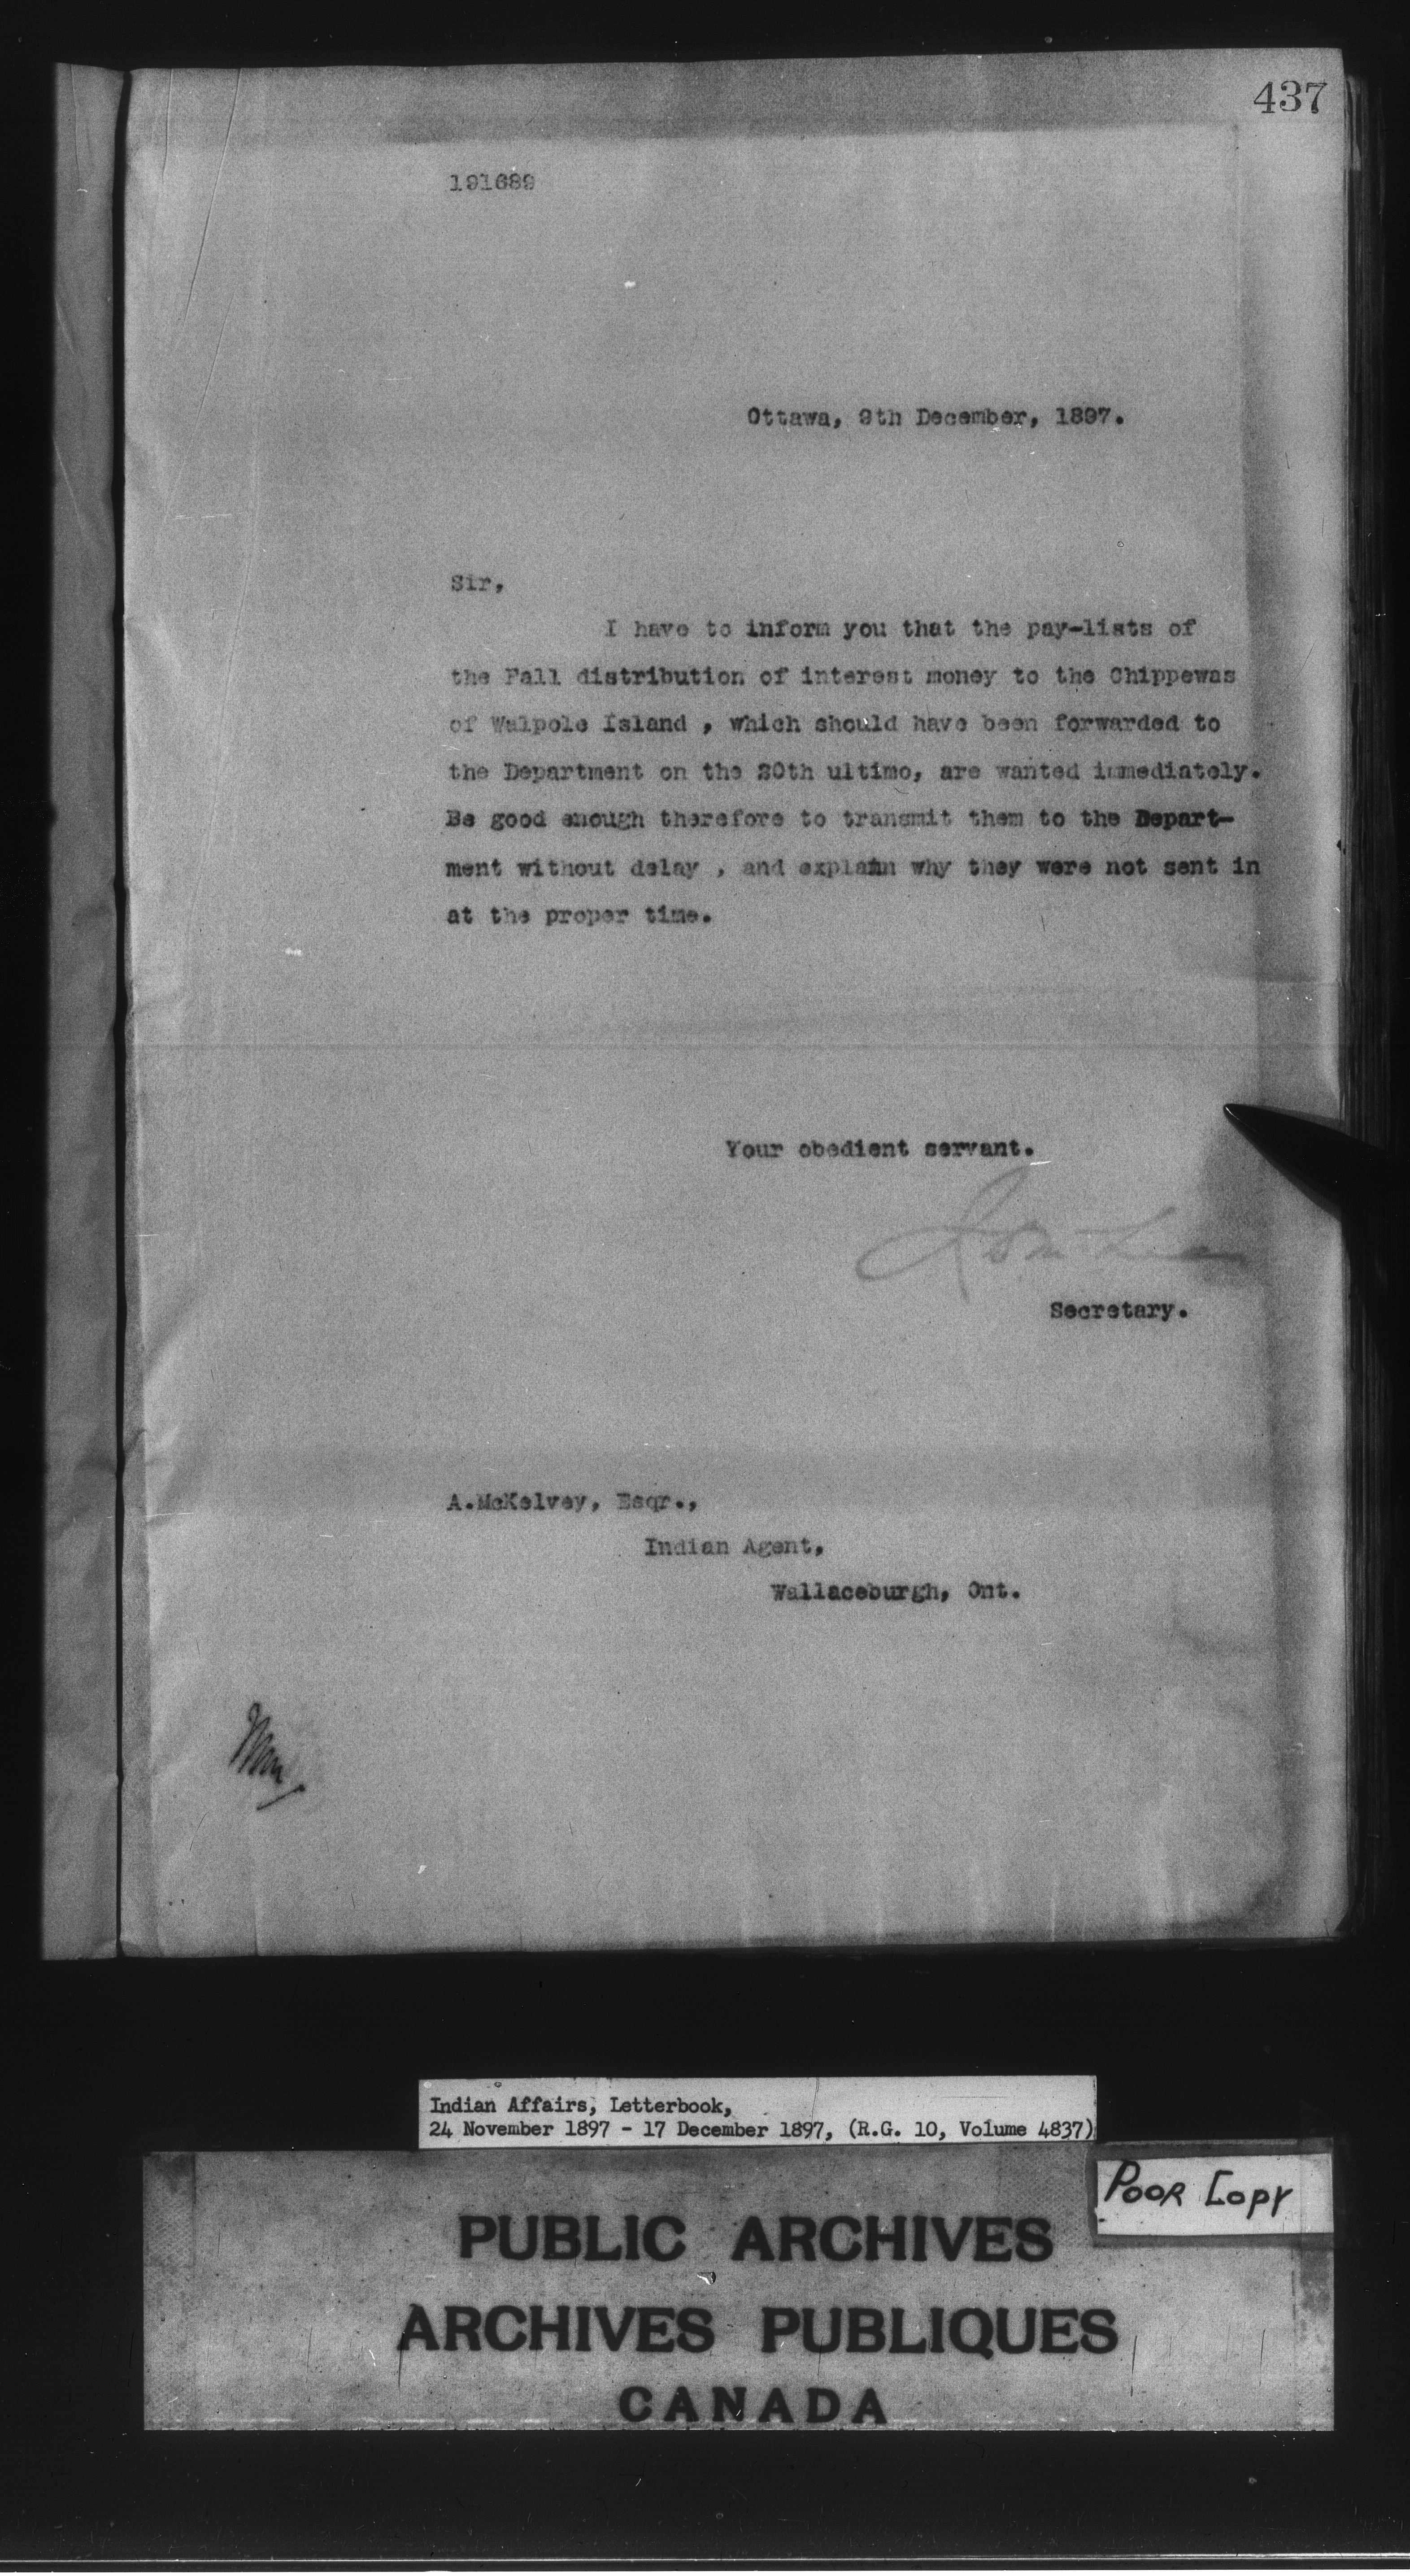 437
191689
Ottawa, 9th December, 1897.
Sir,
I have to inform you that the pay-lists of
the Fall distribution of interest money to the Chippewas
of Walpole Island , which should have been forwarded to
the Department on the 20th ultimo, are wanted immediately.
Be good enough therefore to transmit them to the Depart-
ment without delay , and explain why they were not sent in
at the proper time.
Your obedient servant.
Secretary.
A.McKelvey, Esqr.,
Indian Agent,
Wallaceburgh, Ont.
Indian Affairs, Letterbook,
24 November 1897 - 17 December 1897, (R.G. 10, Volume 4837)
POOR COPY
PUBLIC ARCHIVES
ARCHIVES PUBLIQUES
CANADA